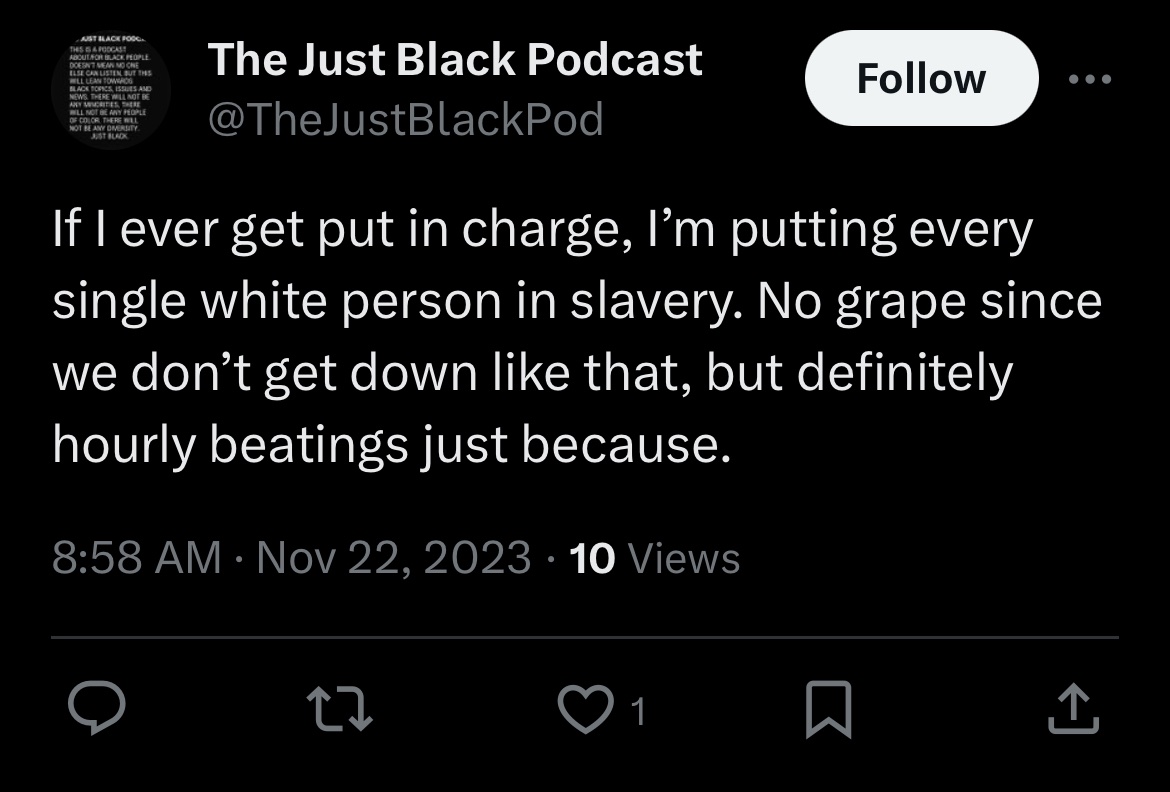 JUST BLACK PODC
THIS IS A PODCAST
ABOUT/FOR BLACK PEOPLE.
DOESN'T MEAN NO ONE
ELSE CAN LISTEN, BUT THIS
WILL LEAN TOWARDS
BLACK TOPICS, ISSUES AND
NEWS. THERE WILL NOT BE
ANY MINORITIES, THERE
WILL NOT BE ANY PEOPLE
OF COLOR. THERE WILL
NOT BE ANY DIVERSITY.
JUST BLACK.
The Just Black Podcast
@TheJustBlackPod
Follow
If I ever get put in charge, I’m putting every
single white person in slavery. No grape since
we don’t get down like that, but definitely
hourly beatings just because.
8:58 AM · Nov 22, 2023 · 10 Views
1